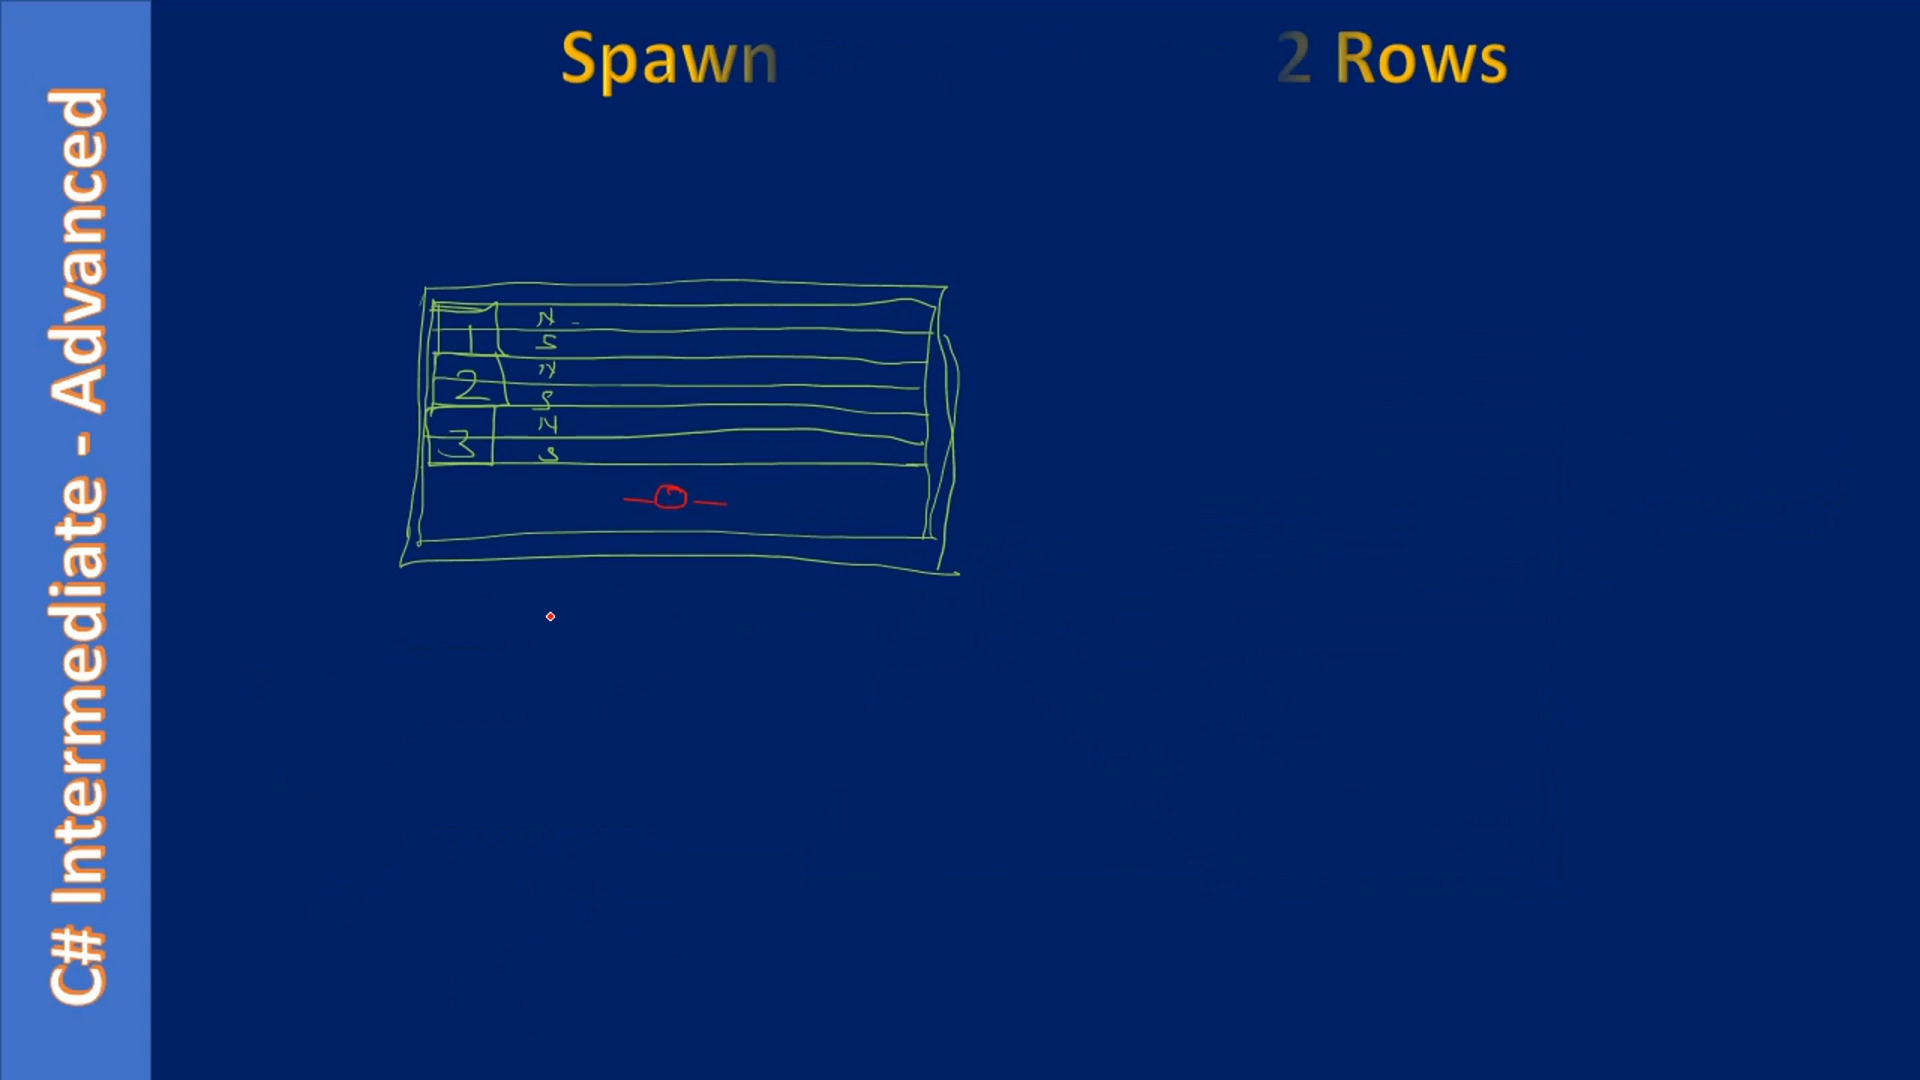 C# Intermediate - Advanced
Spawn 2 Rows
1 N
S
2 N
S
3 N
S